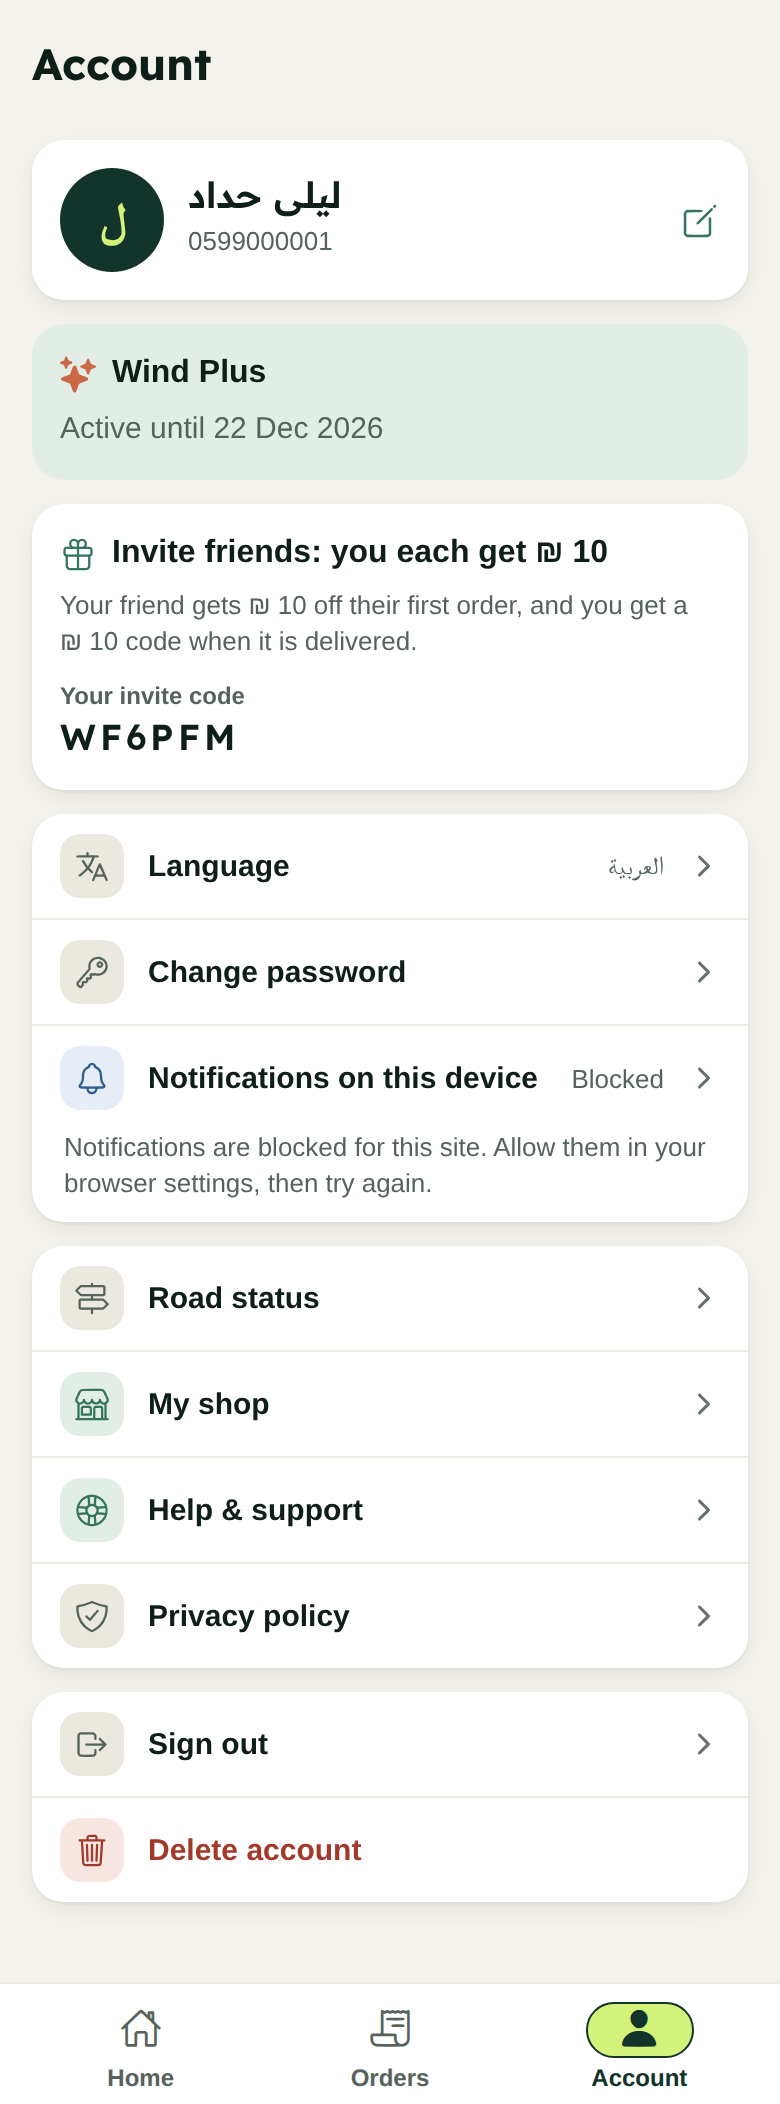 Account
ل
ليلى حداد
0599000001
Wind Plus
Active until 22 Dec 2026
Invite friends: you each get ₪ 10
Your friend gets ₪ 10 off their first order, and you get a
₪ 10 code when it is delivered.
Your invite code
WF6PFM
Language العربية
Change password
Notifications on this device Blocked
Notifications are blocked for this site. Allow them in your
browser settings, then try again.
Road status
My shop
Help & support
Privacy policy
Sign out
Delete account
Home Orders Account